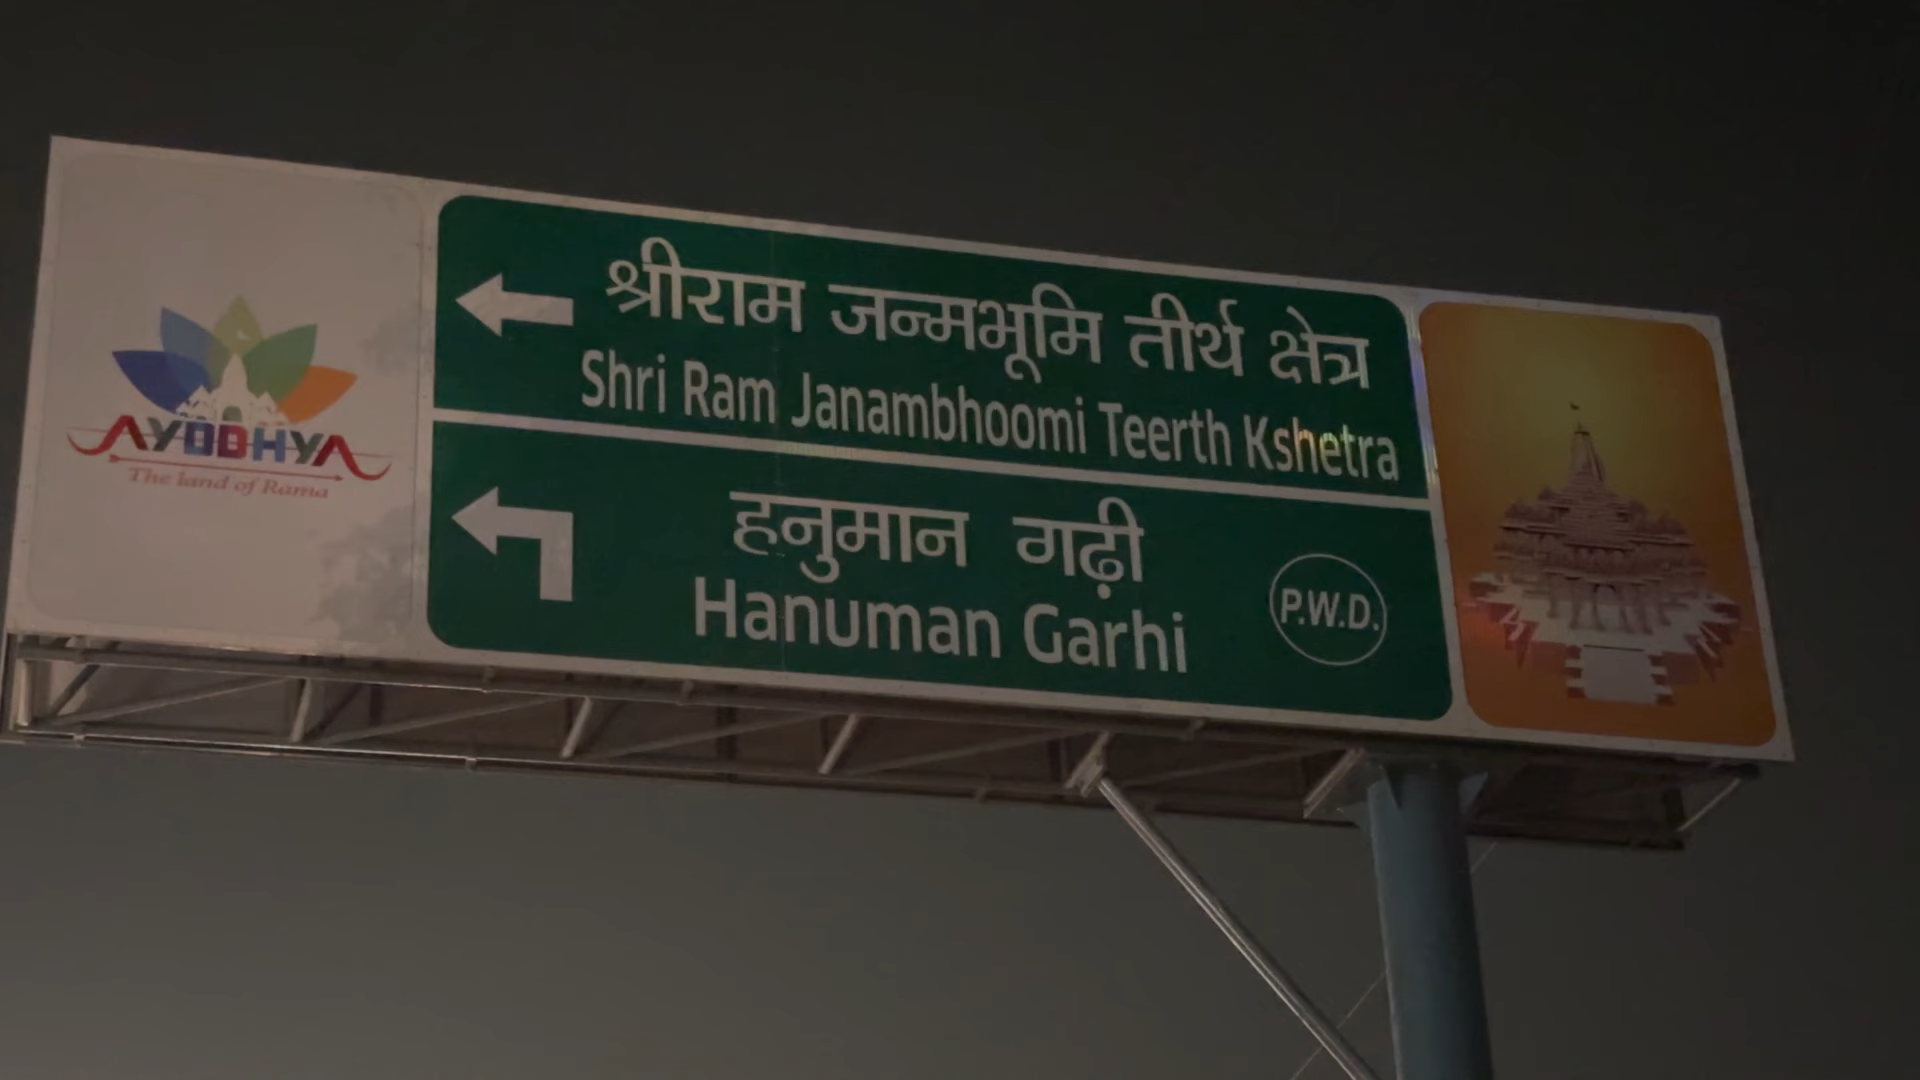 AYODHYA
The land of Rama
श्रीराम जन्मभूमि तीर्थ क्षेत्र
Shri Ram Janambhoomi Teerth Kshetra
हनुमान गढ़ी
Hanuman Garhi
P.W.D.